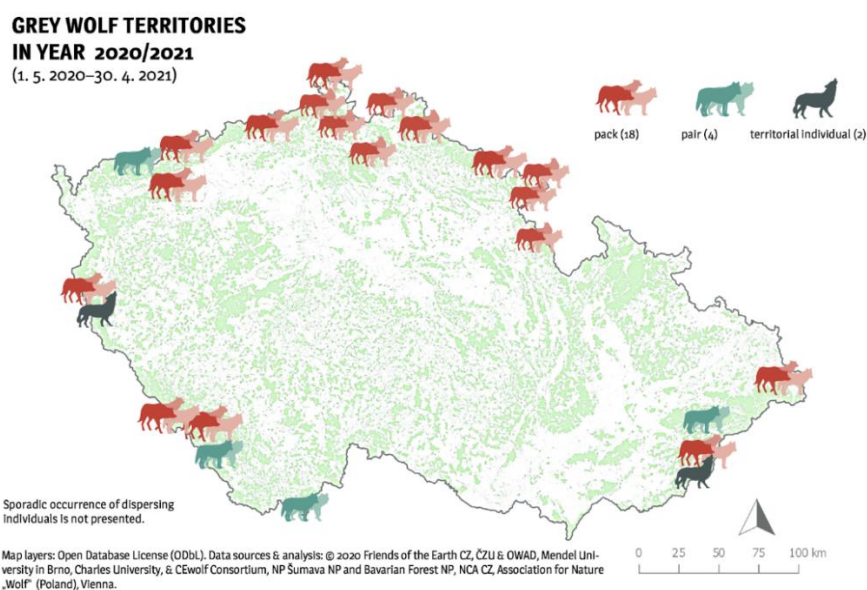 GREY WOLF TERRITORIES
IN YEAR 2020/2021
(1. 5. 2020–30. 4. 2021)
pack (18)
pair (4)
territorial individual (2)
Sporadic occurrence of dispersing
individuals is not presented.
Map layers: Open Database License (ODbL). Data sources & analysis: © 2020 Friends of the Earth CZ, ČZU & OWAD, Mendel Uni-
versity in Brno, Charles University, & CEwolf Consortium, NP Šumava NP and Bavarian Forest NP, NCA CZ, Association for Nature
„Wolf“ (Poland), Vienna.
0 25 50 75 100 km